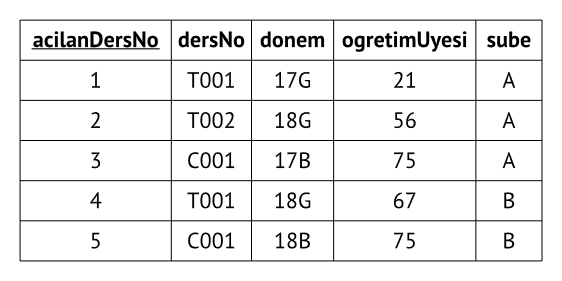 acilanDersNo dersNo donem ogretimUyesi sube
1 T001 17G 21 A
2 T002 18G 56 A
3 C001 17B 75 A
4 T001 18G 67 B
5 C001 18B 75 B